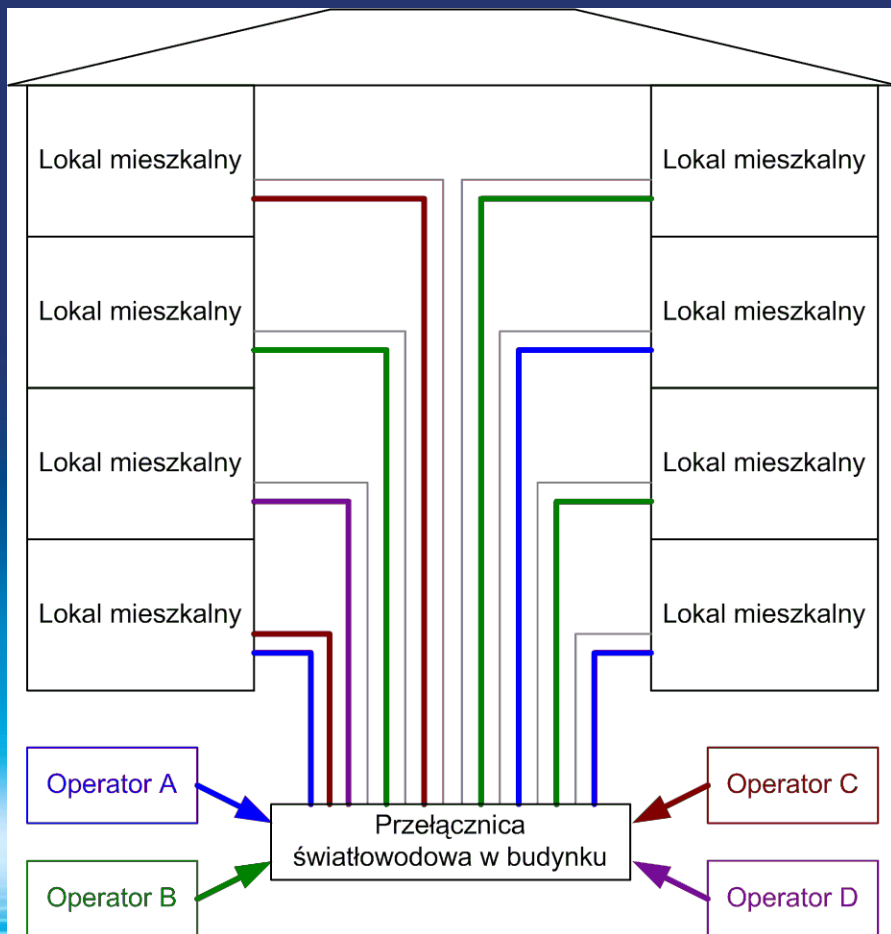 Lokal mieszkalny
Lokal mieszkalny
Lokal mieszkalny
Lokal mieszkalny
Lokal mieszkalny
Lokal mieszkalny
Lokal mieszkalny
Lokal mieszkalny
Operator A
Operator C
Przełącznica
światłowodowa w budynku
Operator B
Operator D